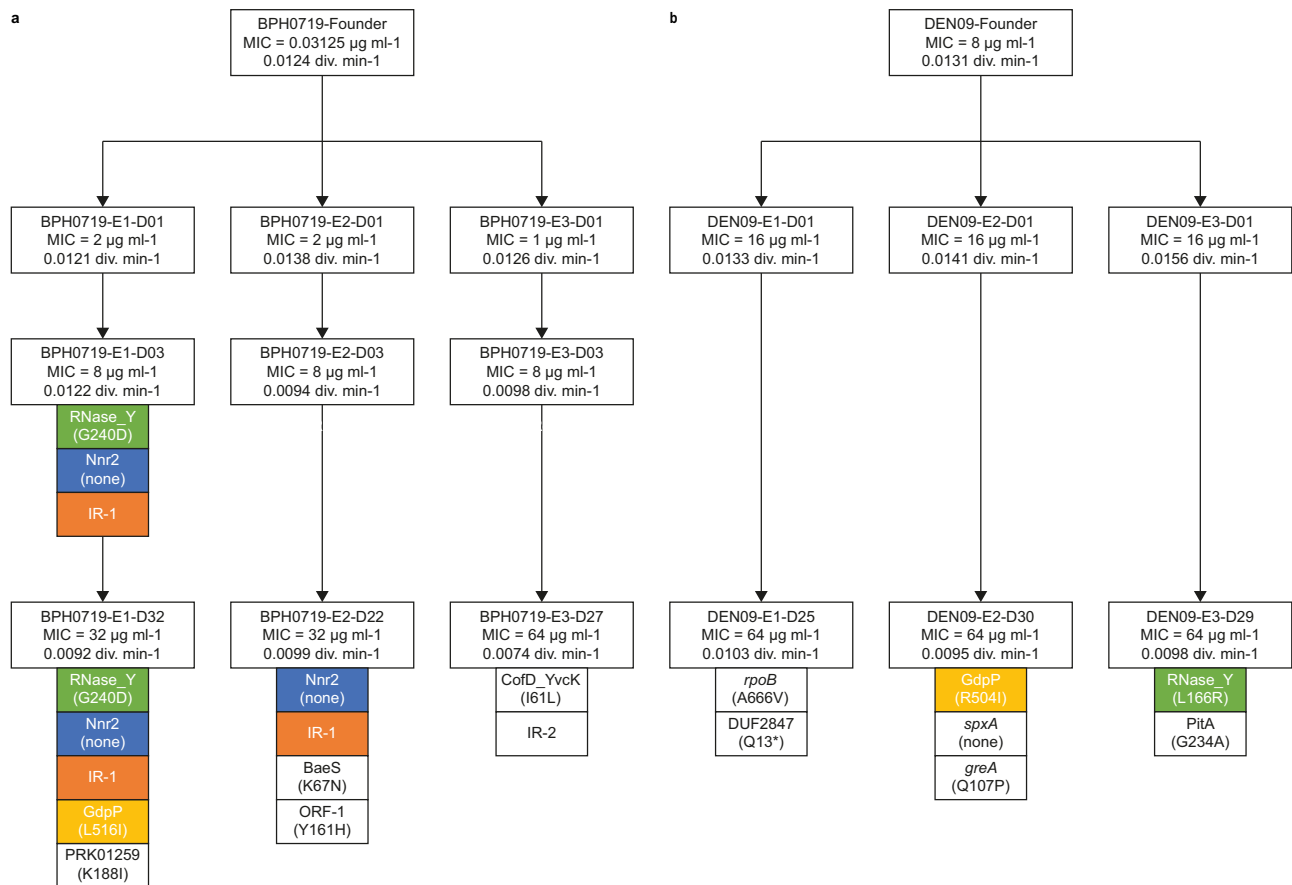 a
BPH0719-Founder
MIC = 0.03125 µg ml-1
0.0124 div. min-1
BPH0719-E1-D01
MIC = 2 µg ml-1
0.0121 div. min-1
BPH0719-E2-D01
MIC = 2 µg ml-1
0.0138 div. min-1
BPH0719-E3-D01
MIC = 1 µg ml-1
0.0126 div. min-1
BPH0719-E1-D03
MIC = 8 µg ml-1
0.0122 div. min-1
RNase_Y
(G240D)
Nnr2
(none)
IR-1
BPH0719-E2-D03
MIC = 8 µg ml-1
0.0094 div. min-1
BPH0719-E3-D03
MIC = 8 µg ml-1
0.0098 div. min-1
BPH0719-E1-D32
MIC = 32 µg ml-1
0.0092 div. min-1
RNase_Y
(G240D)
Nnr2
(none)
IR-1
GdpP
(L516I)
PRK01259
(K188I)
BPH0719-E2-D22
MIC = 32 µg ml-1
0.0099 div. min-1
Nnr2
(none)
IR-1
BaeS
(K67N)
ORF-1
(Y161H)
BPH0719-E3-D27
MIC = 64 µg ml-1
0.0074 div. min-1
CofD_YvcK
(I61L)
IR-2
b
DEN09-Founder
MIC = 8 µg ml-1
0.0131 div. min-1
DEN09-E1-D01
MIC = 16 µg ml-1
0.0133 div. min-1
DEN09-E2-D01
MIC = 16 µg ml-1
0.0141 div. min-1
DEN09-E3-D01
MIC = 16 µg ml-1
0.0156 div. min-1
DEN09-E1-D25
MIC = 64 µg ml-1
0.0103 div. min-1
rpoB
(A666V)
DUF2847
(Q13*)
DEN09-E2-D30
MIC = 64 µg ml-1
0.0095 div. min-1
GdpP
(R504I)
spxA
(none)
greA
(Q107P)
DEN09-E3-D29
MIC = 64 µg ml-1
0.0098 div. min-1
RNase_Y
(L166R)
PitA
(G234A)